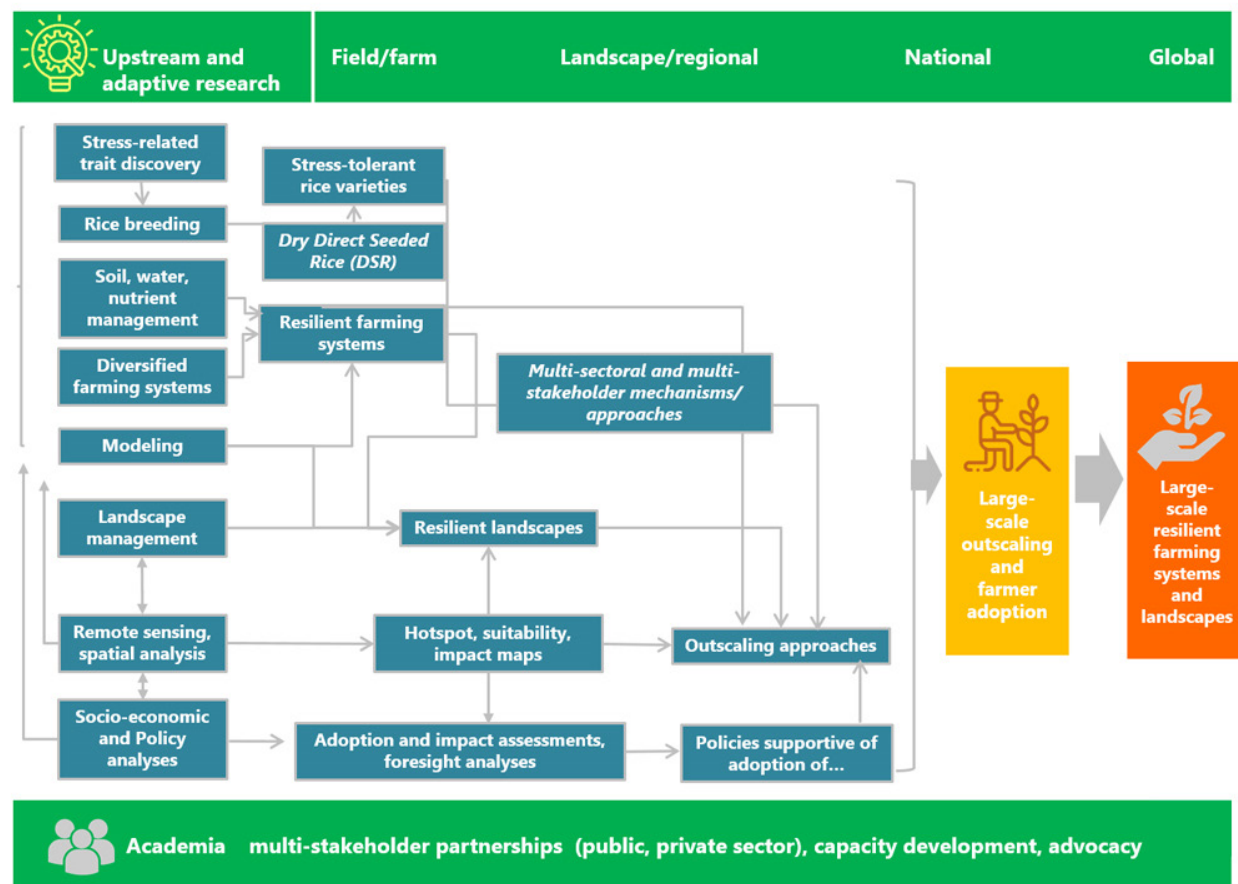 Upstream and
adaptive research
Field/farm
Landscape/regional
National
Global
Stress-related
trait discovery
Rice breeding
Soil, water,
nutrient
management
Diversified
farming systems
Modeling
Landscape
management
Remote sensing,
spatial analysis
Socio-economic
and Policy
analyses
Stress-tolerant
rice varieties
Dry Direct Seeded
Rice (DSR)
Resilient farming
systems
Multi-sectoral and multi-
stakeholder mechanisms/
approaches
Resilient landscapes
Hotspot, suitability,
impact maps
Outscaling approaches
Adoption and impact assessments,
foresight analyses
Policies supportive of
adoption of...
Large-
scale
outscaling
and
farmer
adoption
Large-
scale
resilient
farming
systems
and
landscapes
Academia multi-stakeholder partnerships (public, private sector), capacity development, advocacy